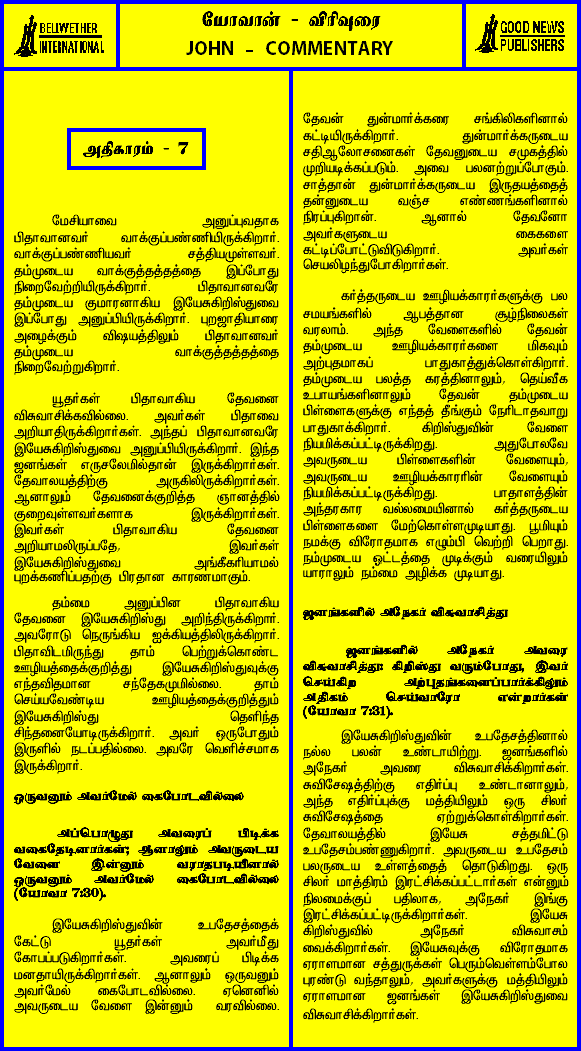 BELWETHER
INTERNATIONAL
யோவான் - விரிவுரை
JOHN - COMMENTARY
GOOD NEWS
PUBLISHERS
அதிகாரம் - 7
மேசியாவை அனுப்புவதாக
பிதாவானவர் வாக்குப்பண்ணியிருக்கிறார்.
வாக்குப்பண்ணியவர் சத்தியமுள்ளவர்.
தம்முடைய வாக்குத்தத்தத்தை இப்போது
நிறைவேற்றியிருக்கிறார். பிதாவானவரே
தம்முடைய குமாரனாகிய இயேசுகிறிஸ்துவை
இப்போது அனுப்பியிருக்கிறார். புறஜாதியாரை
அழைக்கும் விஷயத்திலும் பிதாவானவர்
தம்முடைய வாக்குத்தத்தத்தை
நிறைவேற்றுகிறார்.
யூதர்கள் பிதாவாகிய தேவனை
விசுவாசிக்கவில்லை. அவர்கள் பிதாவை
அறியாதிருக்கிறார்கள். அந்தப் பிதாவானவரே
இயேசுகிறிஸ்துவை அனுப்பியிருக்கிறார். இந்த
ஜனங்கள் எருசலேமில்தான் இருக்கிறார்கள்.
தேவாலயத்திற்கு அருகிலிருக்கிறார்கள்.
ஆனாலும் தேவனைக்குறித்த ஞானத்தில்
குறைவுள்ளவர்களாக இருக்கிறார்கள்.
இவர்கள் பிதாவாகிய தேவனை
அறியாமலிருப்பதே, இவர்கள்
இயேசுகிறிஸ்துவை அங்கீகரியாமல்
புறக்கணிப்பதற்கு பிரதான காரணமாகும்.
தம்மை அனுப்பின பிதாவாகிய
தேவனை இயேசுகிறிஸ்து அறிந்திருக்கிறார்.
அவரோடு நெருங்கிய ஐக்கியத்திலிருக்கிறார்.
பிதாவிடமிருந்து தாம் பெற்றுக்கொண்ட
ஊழியத்தைக்குறித்து இயேசுகிறிஸ்துவுக்கு
எந்தவிதமான சந்தேகமுமில்லை. தாம்
செய்யவேண்டிய ஊழியத்தைக்குறித்தும்
இயேசுகிறிஸ்து தெளிந்த
சிந்தனையோடிருக்கிறார். அவர் ஒருபோதும்
இருளில் நடப்பதில்லை. அவரே வெளிச்சமாக
இருக்கிறார்.
ஒருவனும் அவர்மேல் கைபோடவில்லை
அப்பொழுது அவரைப் பிடிக்க
வகைதேடினார்கள்; ஆனாலும் அவருடைய
வேளை இன்னும் வராதபடியினால்
ஒருவனும் அவர்மேல் கைபோடவில்லை
(யோவா 7:30).
இயேசுகிறிஸ்துவின் உபதேசத்தைக்
கேட்டு யூதர்கள் அவர்மீது
கோபப்படுகிறார்கள். அவரைப் பிடிக்க
மனதாயிருக்கிறார்கள். ஆனாலும் ஒருவனும்
அவர்மேல் கைபோடவில்லை. ஏனெனில்
அவருடைய வேளை இன்னும் வரவில்லை.
தேவன் துன்மார்க்கரை சங்கிலிகளினால்
கட்டியிருக்கிறார். துன்மார்க்கருடைய
சதிஆலோசனைகள் தேவனுடைய சமுகத்தில்
முறியடிக்கப்படும். அவை பலனற்றுப்போகும்.
சாத்தான் துன்மார்க்கருடைய இருதயத்தைத்
தன்னுடைய வஞ்ச எண்ணங்களினால்
நிரப்புகிறான். ஆனால் தேவனோ
அவர்களுடைய கைகளை
கட்டிப்போட்டுவிடுகிறார். அவர்கள்
செயலிழந்துபோகிறார்கள்.
கர்த்தருடைய ஊழியக்காரர்களுக்கு பல
சமயங்களில் ஆபத்தான சூழ்நிலைகள்
வரலாம். அந்த வேளைகளில் தேவன்
தம்முடைய ஊழியக்காரர்களை மிகவும்
அற்புதமாகப் பாதுகாத்துக்கொள்கிறார்.
தம்முடைய பலத்த கரத்தினாலும், தெய்வீக
உபாயங்களினாலும் தேவன் தம்முடைய
பிள்ளைகளுக்கு எந்தத் தீங்கும் நேரிடாதவாறு
பாதுகாக்கிறார். கிறிஸ்துவின் வேளை
நியமிக்கப்பட்டிருக்கிறது. அதுபோலவே
அவருடைய பிள்ளைகளின் வேளையும்,
அவருடைய ஊழியக்காரரின் வேளையும்
நியமிக்கப்பட்டிருக்கிறது. பாதாளத்தின்
அந்தரகார வல்லமையினால் கர்த்தருடைய
பிள்ளைகளை மேற்கொள்ளமுடியாது. பூமியும்
நமக்கு விரோதமாக எழும்பி வெற்றி பெறாது.
நம்முடைய ஓட்டத்தை முடிக்கும் வரையிலும்
யாராலும் நம்மை அழிக்க முடியாது.
ஜனங்களில் அநேகர் விசுவாசித்து
ஜனங்களில் அநேகர் அவரை
விசுவாசித்து: கிறிஸ்து வரும்போது, இவர்
செய்கிற அற்புதங்களைப்பார்க்கிலும்
அதிகம் செய்வாரோ என்றார்கள்
(யோவா 7:31).
இயேசுகிறிஸ்துவின் உபதேசத்தினால்
நல்ல பலன் உண்டாயிற்று. ஜனங்களில்
அநேகர் அவரை விசுவாசிக்கிறார்கள்.
சுவிசேஷத்திற்கு எதிர்ப்பு உண்டானாலும்,
அந்த எதிர்ப்புக்கு மத்தியிலும் ஒரு சிலர்
சுவிசேஷத்தை ஏற்றுக்கொள்கிறார்கள்.
தேவாலயத்தில் இயேசு சத்தமிட்டு
உபதேசம்பண்ணுகிறார். அவருடைய உபதேசம்
பலருடைய உள்ளத்தைத் தொடுகிறது. ஒரு
சிலர் மாத்திரம் இரட்சிக்கப்பட்டார்கள் என்னும்
நிலமைக்குப் பதிலாக, அநேகர் இங்கு
இரட்சிக்கப்பட்டிருக்கிறார்கள். இயேசு
கிறிஸ்துவில் அநேகர் விசுவாசம்
வைக்கிறார்கள். இயேசுவுக்கு விரோதமாக
ஏராளமான சத்துருக்கள் பெரும்வெள்ளம்போல
புரண்டு வந்தாலும், அவர்களுக்கு மத்தியிலும்
ஏராளமான ஜனங்கள் இயேசுகிறிஸ்துவை
விசுவாசிக்கிறார்கள்.